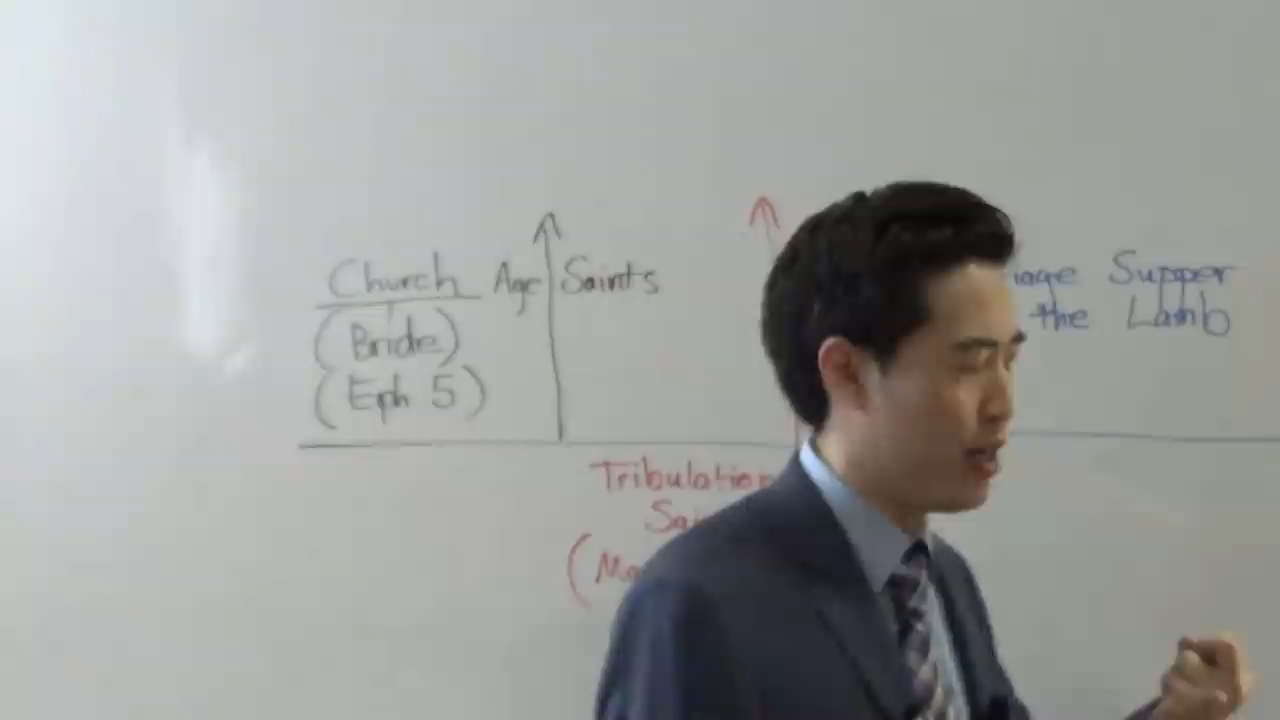 Church Age Saints
(Bride)
(Eph 5)
Supper
the Lamb
Tribulation